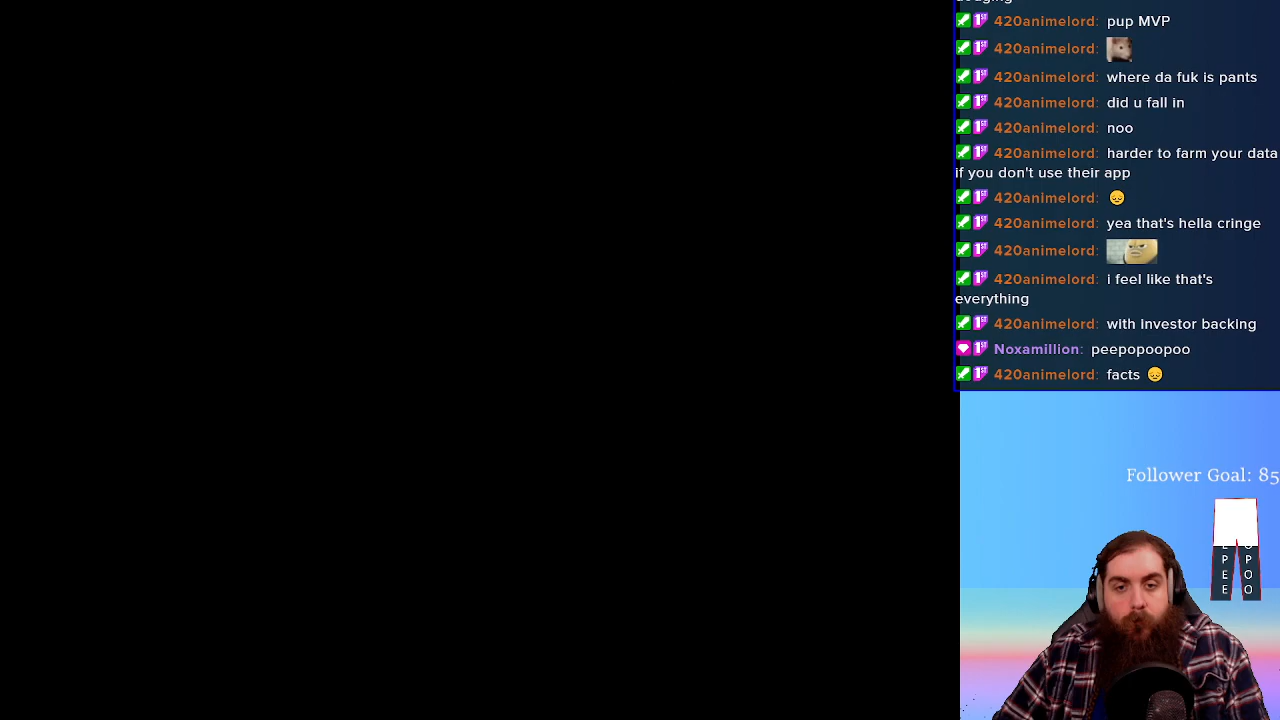 420animelord: pup MVP
420animelord:
420animelord: where da fuk is pants
420animelord: did u fall in
420animelord: noo
420animelord: harder to farm your data
if you don't use their app
420animelord: 😔
420animelord: yea that's hella cringe
420animelord:
420animelord: i feel like that's
everything
420animelord: with investor backing
Noxamillion: peepopoopoo
420animelord: facts 😔
Follower Goal: 85
P P
E O
E O